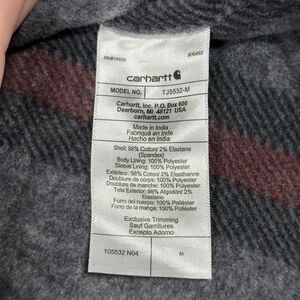 RN#14806 905492
carhartt
MODEL NO. TJ5532-M
Carhartt, Inc. P.O. Box 600
Dearborn, MI 48121 USA
carhartt.com
Made in India
Fabriqué en Inde
Hecho en India
Shell: 98% Cotton/ 2% Elastane
(Spandex)
Body Lining: 100% Polyester
Sleeve Lining: 100% Polyester
Extérieur: 98% Coton/ 2% Élasthanne
Doublure de corps: 100% Polyester
Doublure de manche: 100% Polyester
Tela Exterior: 98% Algodón/ 2%
Elastano
Forro del Cuerpo: 100% Poliester
Forro de la manga: 100% Poliéster
Exclusive Trimming
Sauf Garnitures
Excepto Adorno
105532 N04 M